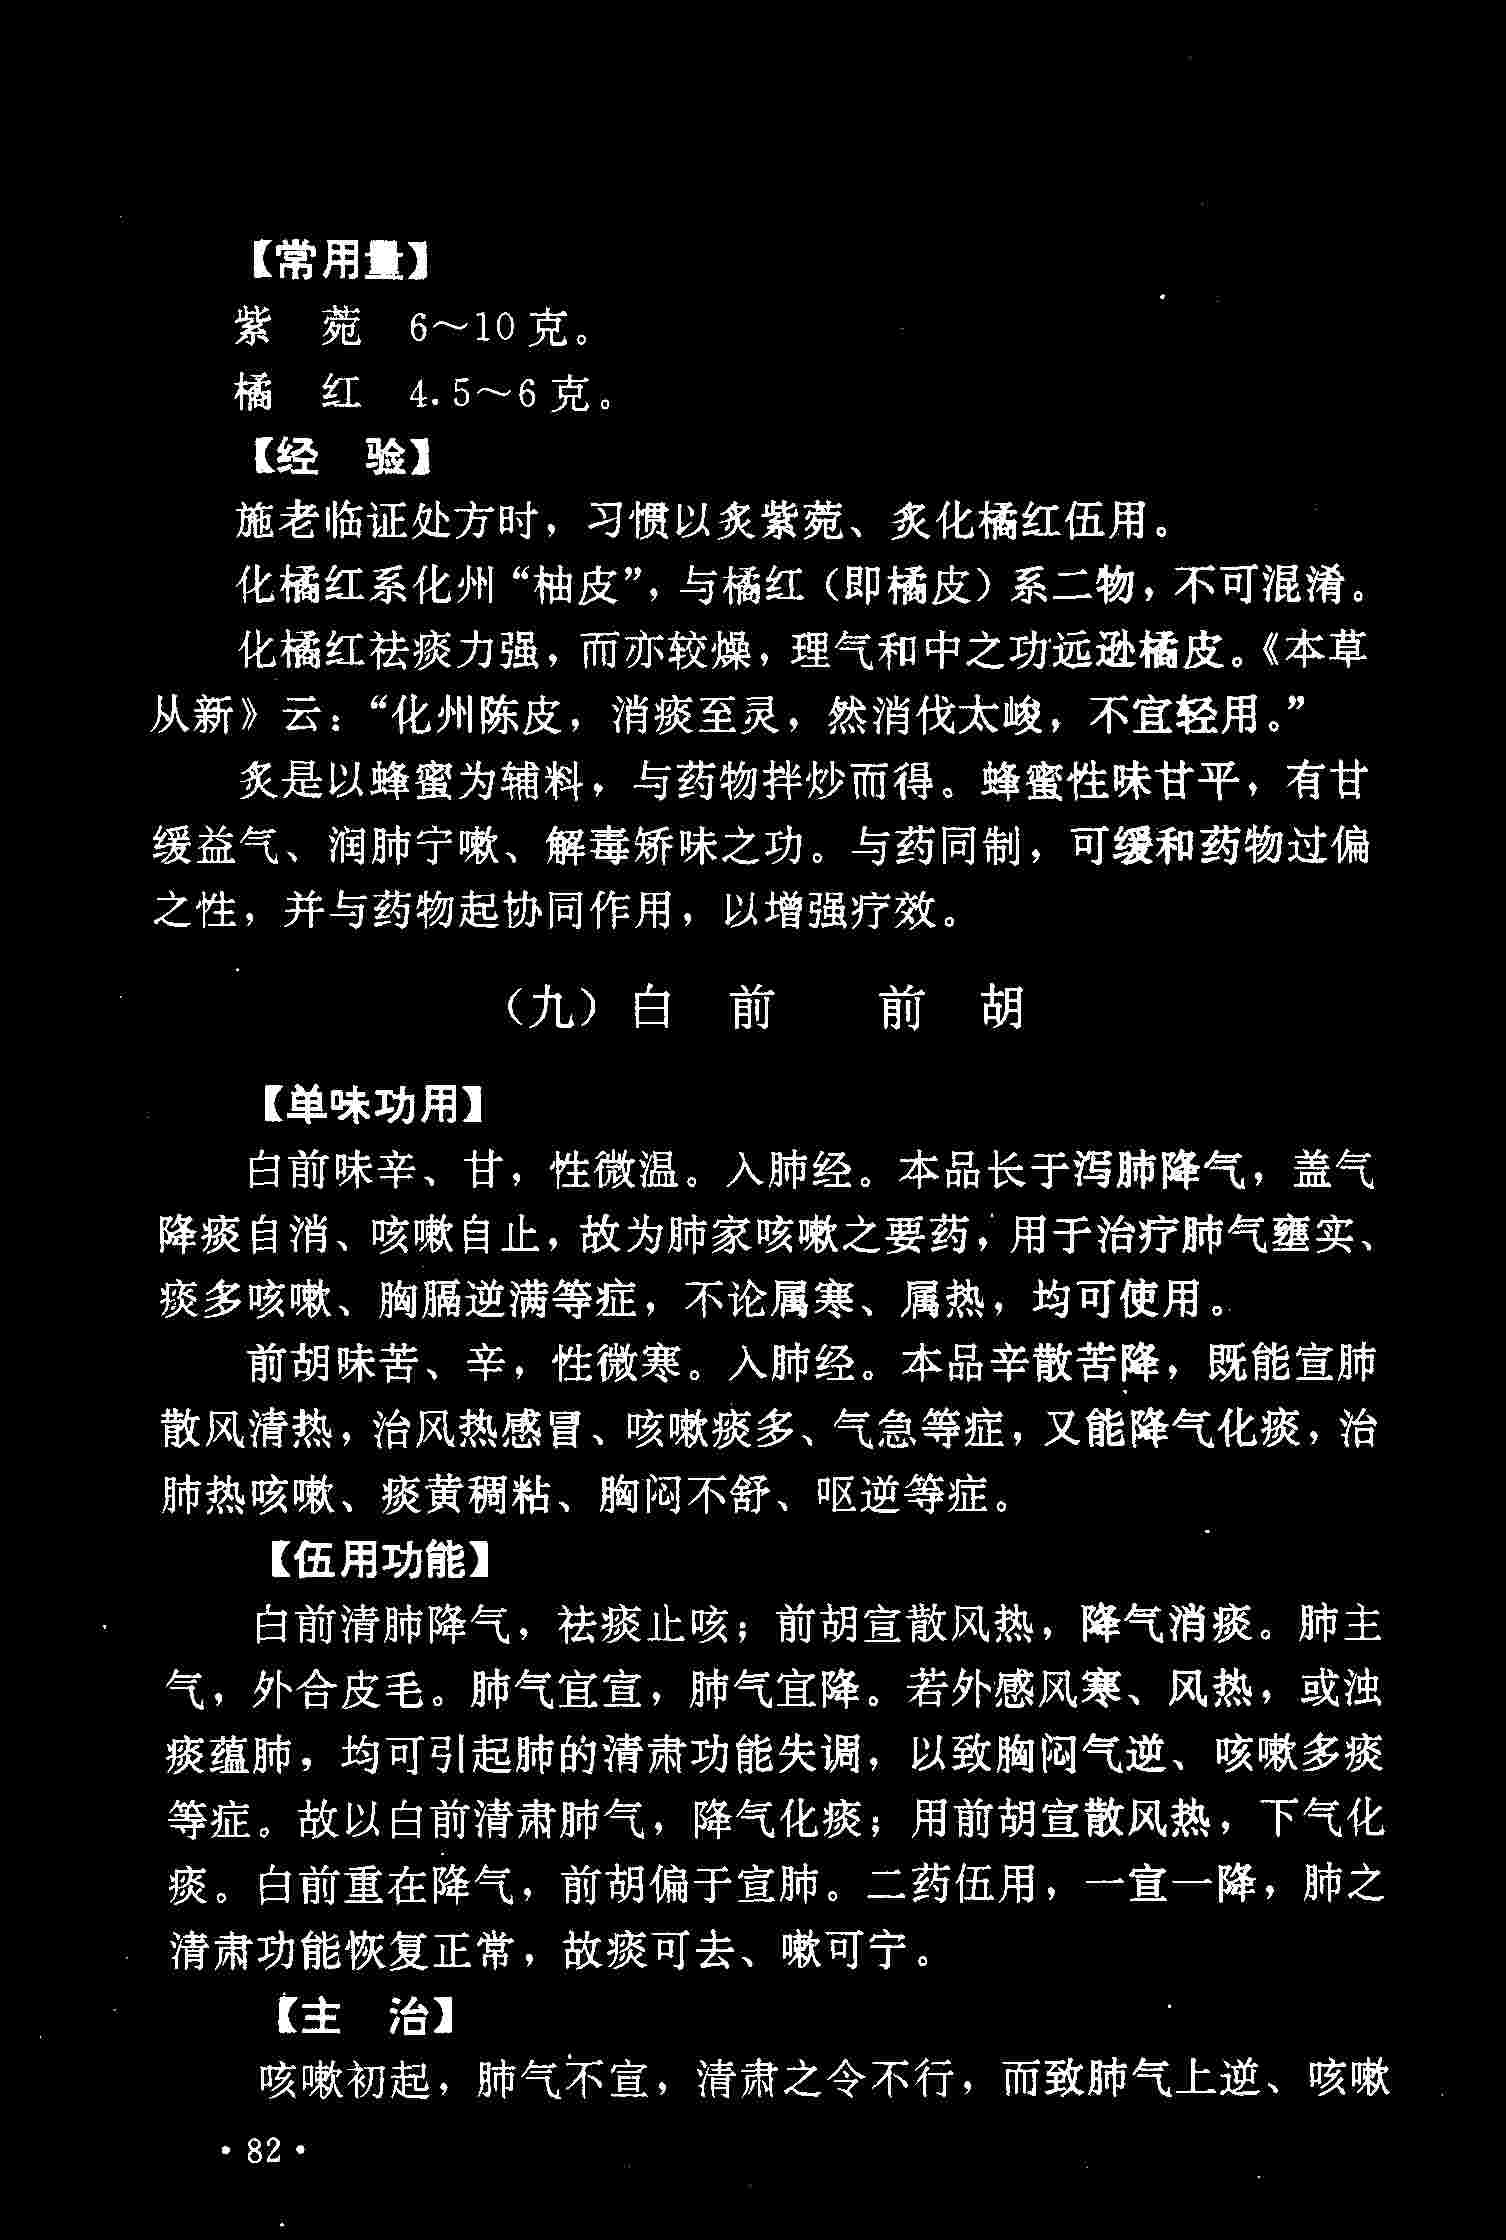 【常用量】
紫　菀　6～10克。
橘　红　4.5～6克。
【经　验】
施老临证处方时，习惯以炙紫菀、炙化橘红伍用。
化橘红系化州“柚皮”，与橘红（即橘皮）系二物，不可混淆。
化橘红祛痰力强，而亦较燥，理气和中之功远逊橘皮。《本草
从新》云：“化州陈皮，消痰至灵，然消伐太峻，不宜轻用。”
炙是以蜂蜜为辅料，与药物拌炒而得。蜂蜜性味甘平，有甘
缓益气、润肺宁嗽、解毒矫味之功。与药同制，可缓和药物过偏
之性，并与药物起协同作用，以增强疗效。
（九）白　前　　前　胡
【单味功用】
白前味辛、甘，性微温。入肺经。本品长于泻肺降气，盖气
降痰自消、咳嗽自止，故为肺家咳嗽之要药，用于治疗肺气壅实、
痰多咳嗽、胸膈逆满等症，不论属寒、属热，均可使用。
前胡味苦、辛，性微寒。入肺经。本品辛散苦降，既能宣肺
散风清热，治风热感冒、咳嗽痰多、气急等症，又能降气化痰，治
肺热咳嗽、痰黄稠粘、胸闷不舒、呕逆等症。
【伍用功能】
白前清肺降气，祛痰止咳；前胡宣散风热，降气消痰。肺主
气，外合皮毛。肺气宜宣，肺气宜降。若外感风寒、风热，或浊
痰蕴肺，均可引起肺的清肃功能失调，以致胸闷气逆、咳嗽多痰
等症。故以白前清肃肺气，降气化痰；用前胡宣散风热，下气化
痰。白前重在降气，前胡偏于宣肺。二药伍用，一宣一降，肺之
清肃功能恢复正常，故痰可去、嗽可宁。
【主　治】
咳嗽初起，肺气不宣，清肃之令不行，而致肺气上逆、咳嗽
·82·